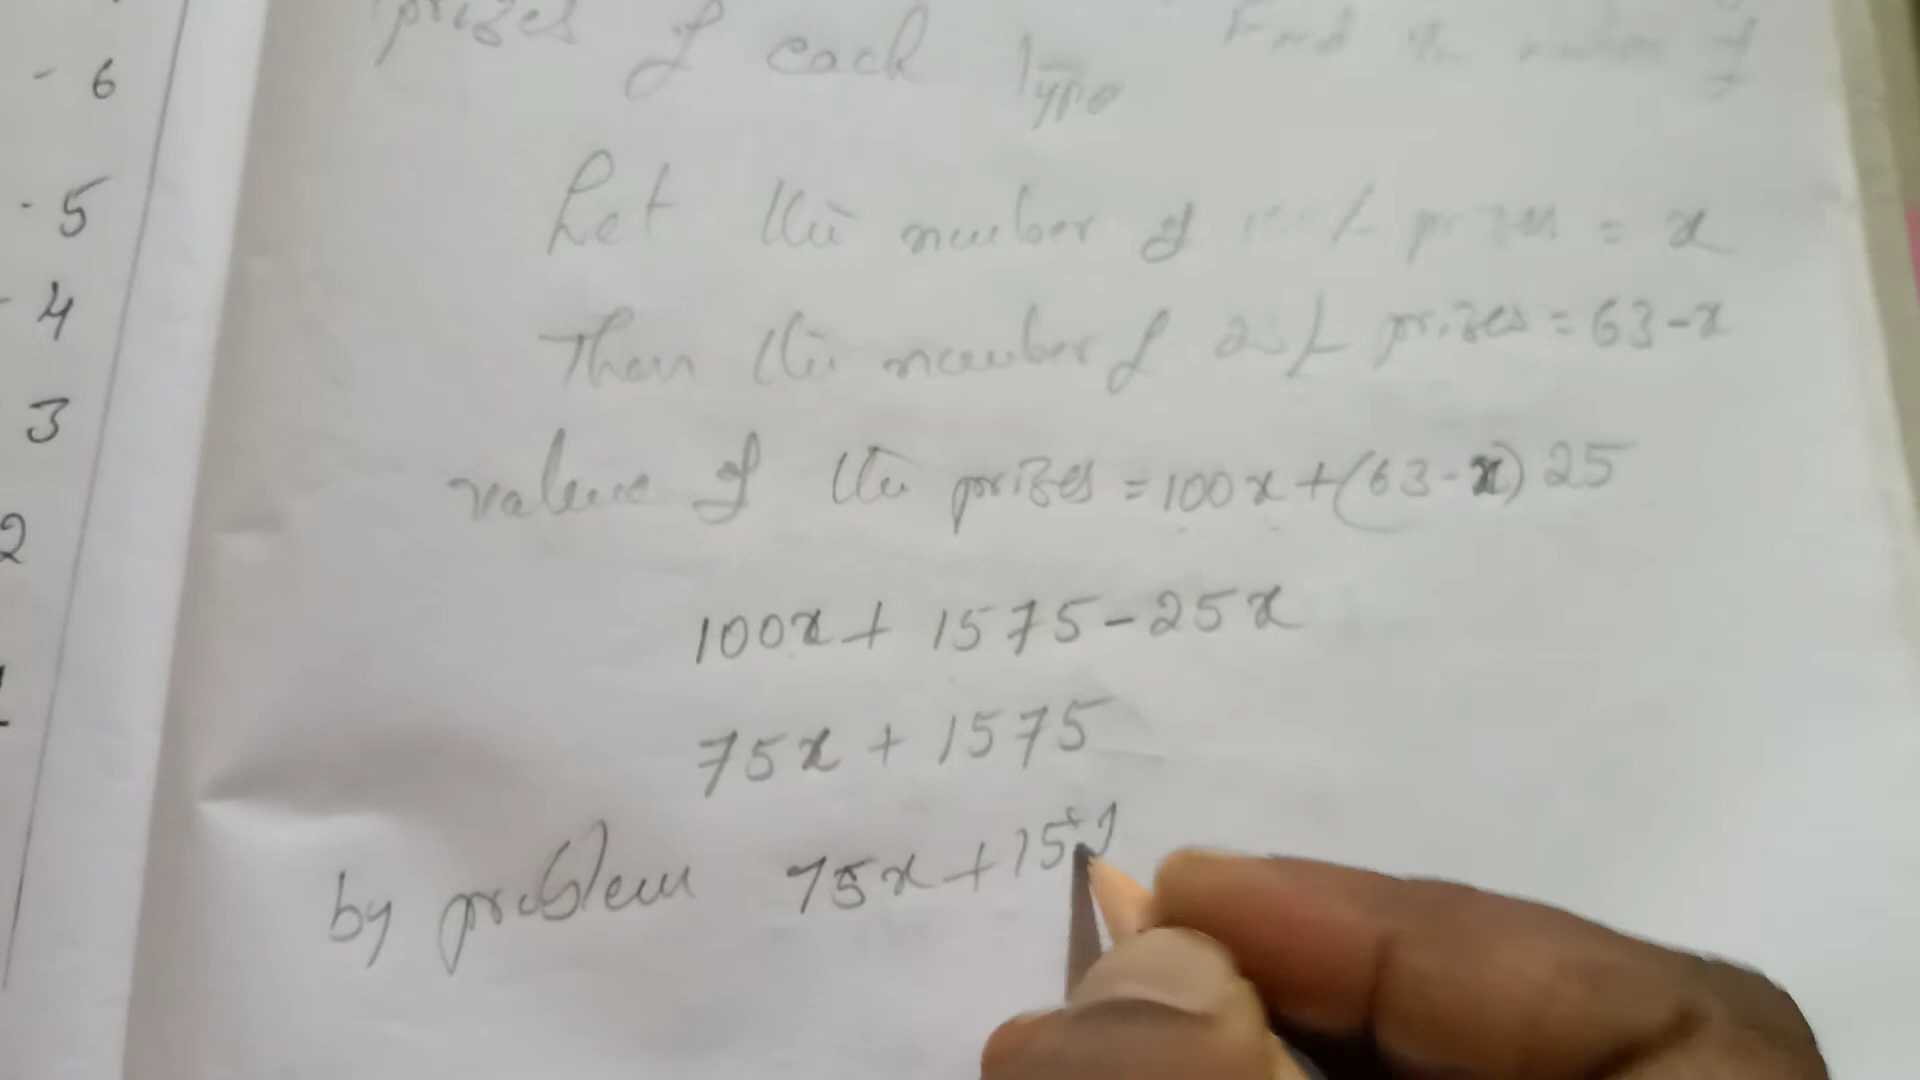 - 6
- 5
- 4
3
2
prizes of each Type Find
Let the number of prizes = x
Then the number of prizes = 63-x
value of the prizes = 100x + (63-x) 25
100x + 1575 - 25x
75x + 1575
by problem 75x + 15